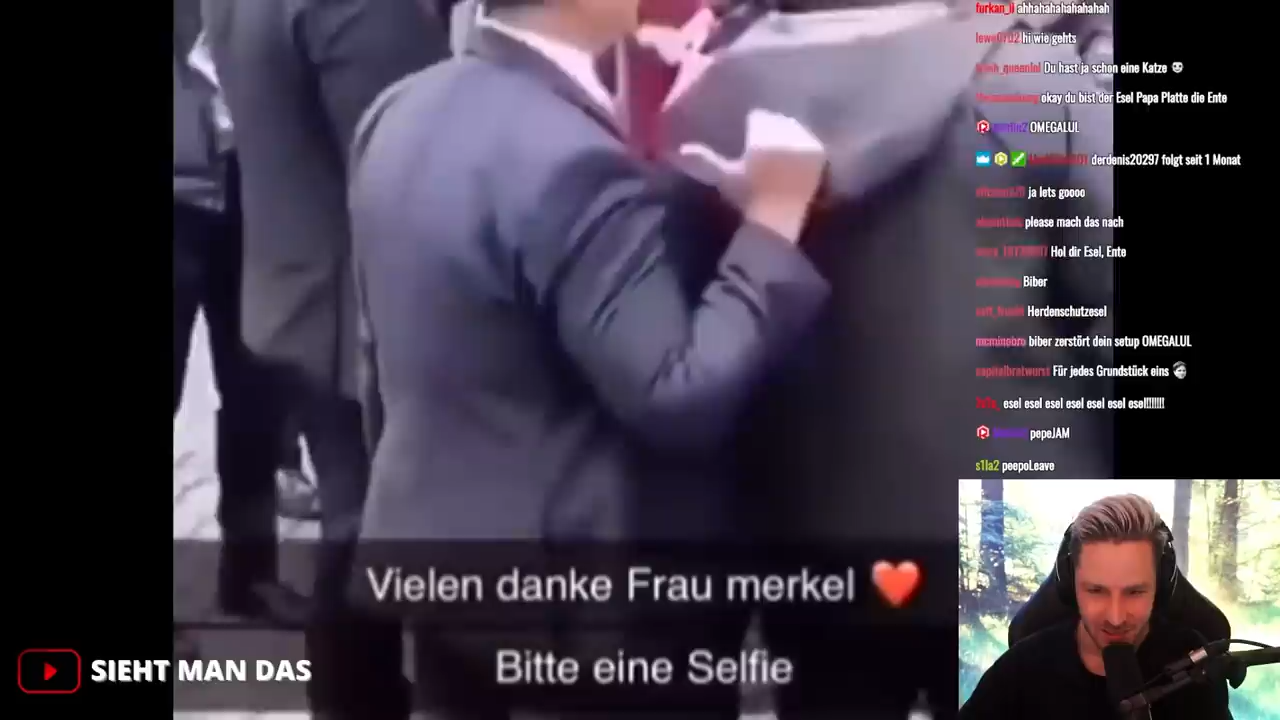 ahhahahahahahahah
hi wie gehts
Du hast ja schon eine Katze
okay du bist der Esel Papa Platte die Ente
OMEGALUL
derdenis20297 folgt seit 1 Monat
ja lets goooo
please mach das nach
Hol dir Esel, Ente
Biber
Herdenschutzesel
mcminobro biber zerstört dein setup OMEGALUL
capitalbratwurst Für jedes Grundstück eins
esel esel esel esel esel esel esel!!!!!!!
pepeJAM
s1la2 peepoLeave
Vielen danke Frau merkel ❤️
Bitte eine Selfie
SIEHT MAN DAS